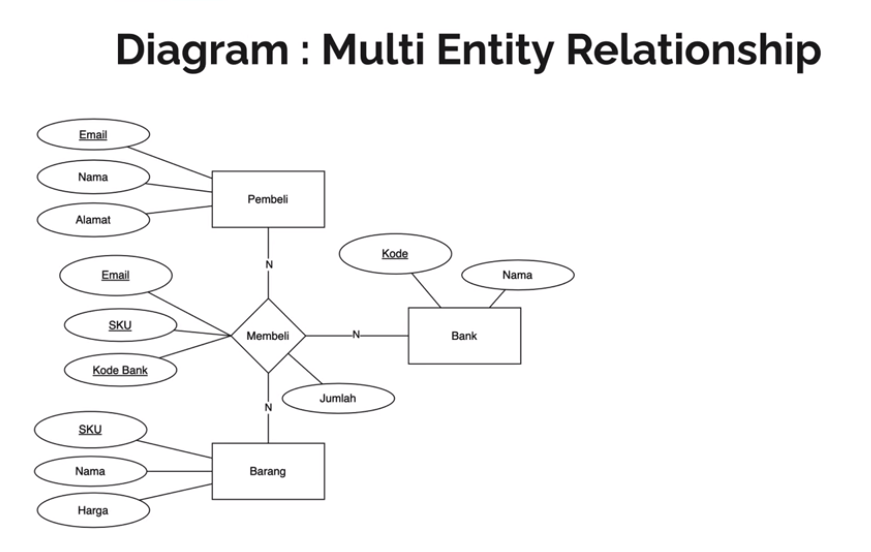 Diagram : Multi Entity Relationship
Email
Nama
Alamat
Pembeli
N
Email
SKU
Kode Bank
Membeli
N
Kode
Nama
Bank
Jumlah
N
SKU
Nama
Harga
Barang